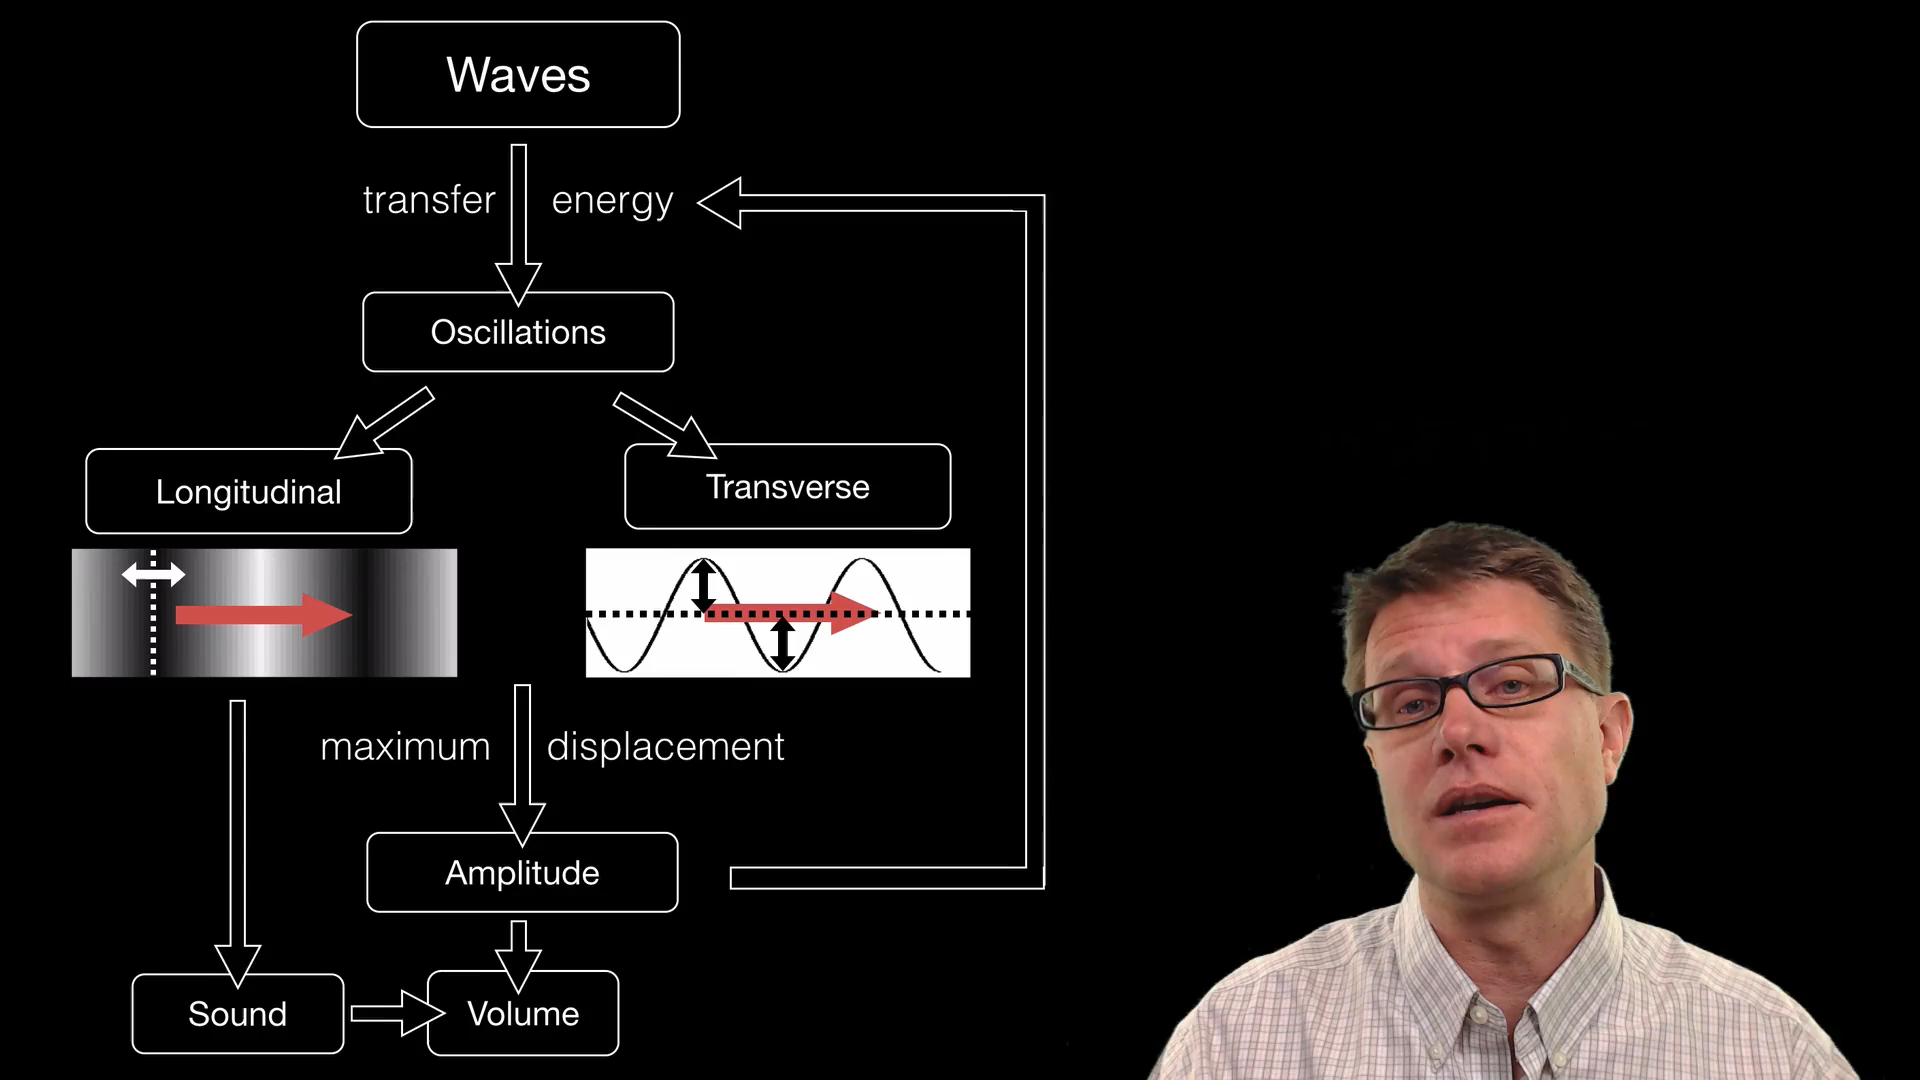 Waves
transfer energy
Oscillations
Longitudinal
Transverse
maximum displacement
Amplitude
Sound
Volume